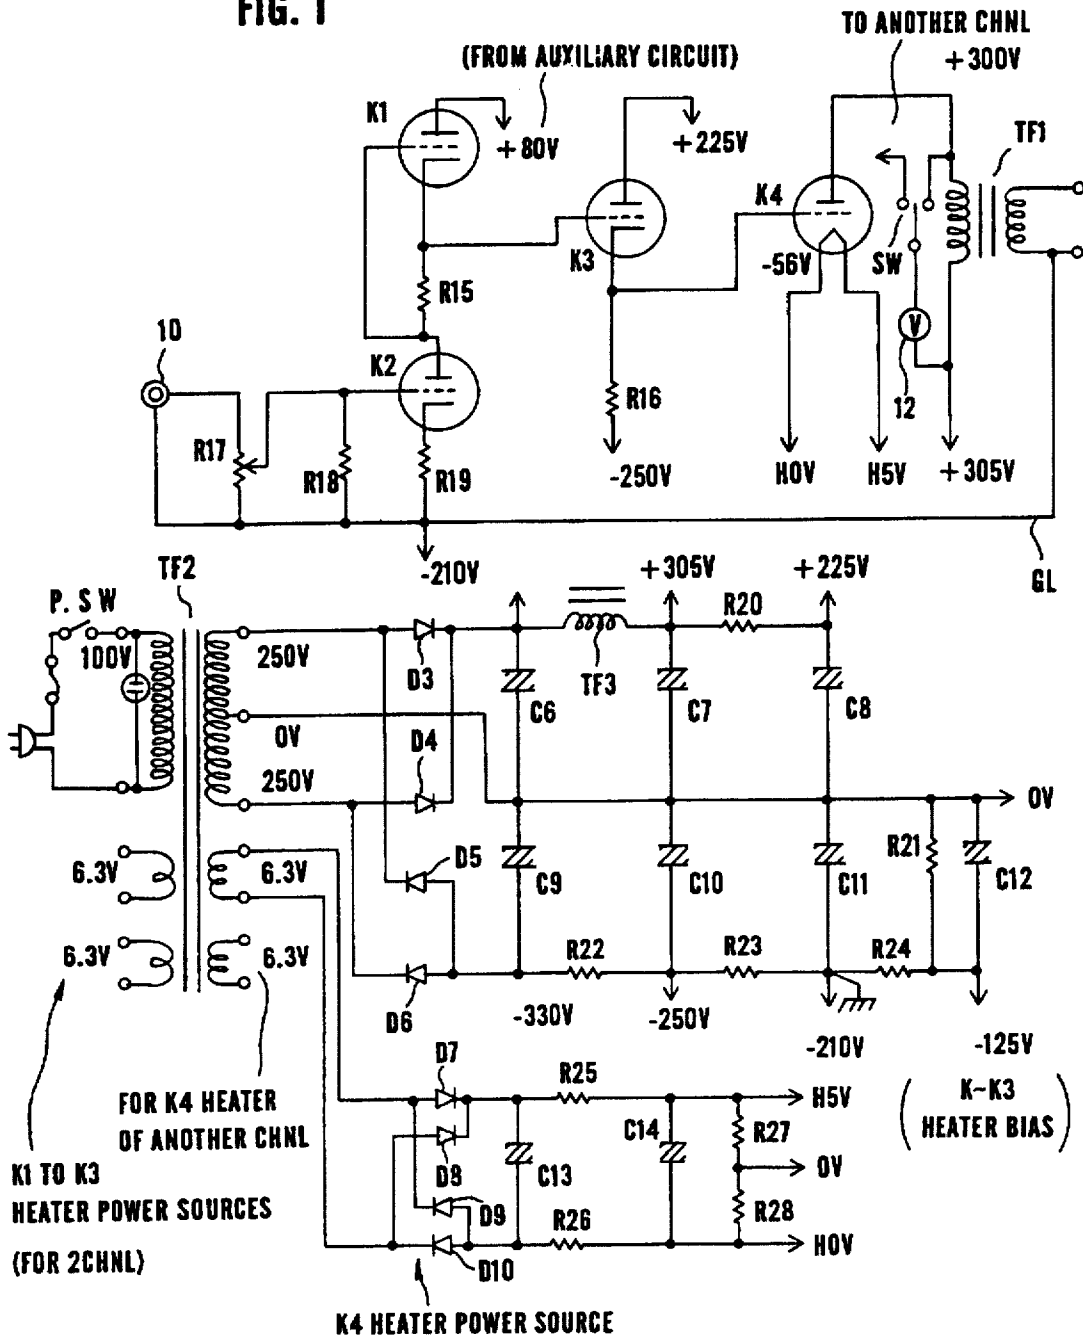 FIG. 1
TO ANOTHER CHNL
(FROM AUXILIARY CIRCUIT)
+300V
K1
+80V
+225V
TF1
K4
K3
-56V
SW
R15
10
V
K2
R16
12
R17
R18
R19
-250V
H0V
H5V
+305V
-210V
GL
TF2
P. S W
100V
250V
D3
TF3
+305V
R20
+225V
C6
C7
C8
0V
D4
250V
0V
6.3V
6.3V
D5
C9
C10
C11
R21
C12
6.3V
6.3V
R22
R23
R24
D6
-330V
-250V
-210V
-125V
D7
R25
H5V
FOR K4 HEATER
OF ANOTHER CHNL
D8
C13
C14
R27
0V
( K~K3
HEATER BIAS )
K1 TO K3
HEATER POWER SOURCES
(FOR 2CHNL)
D9
R26
R28
D10
H0V
K4 HEATER POWER SOURCE